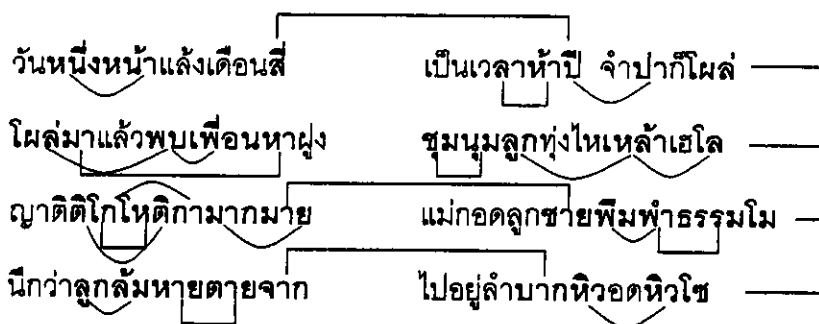 วันหนึ่งหน้าแล้งเดือนสี่ เป็นเวลาห้าปี จำปาก็โผล่
โผล่มาแล้วพบเพื่อนหาฝูง ชุมนุมลูกทุ่งไหเหล้าเฮโล
ญาติติโกโหติกามากมาย แม่กอดลูกชายพึมพำธรรมโม
นึกว่าลูกล้มหายตายจาก ไปอยู่ลำบากหิวอดหิวโซ